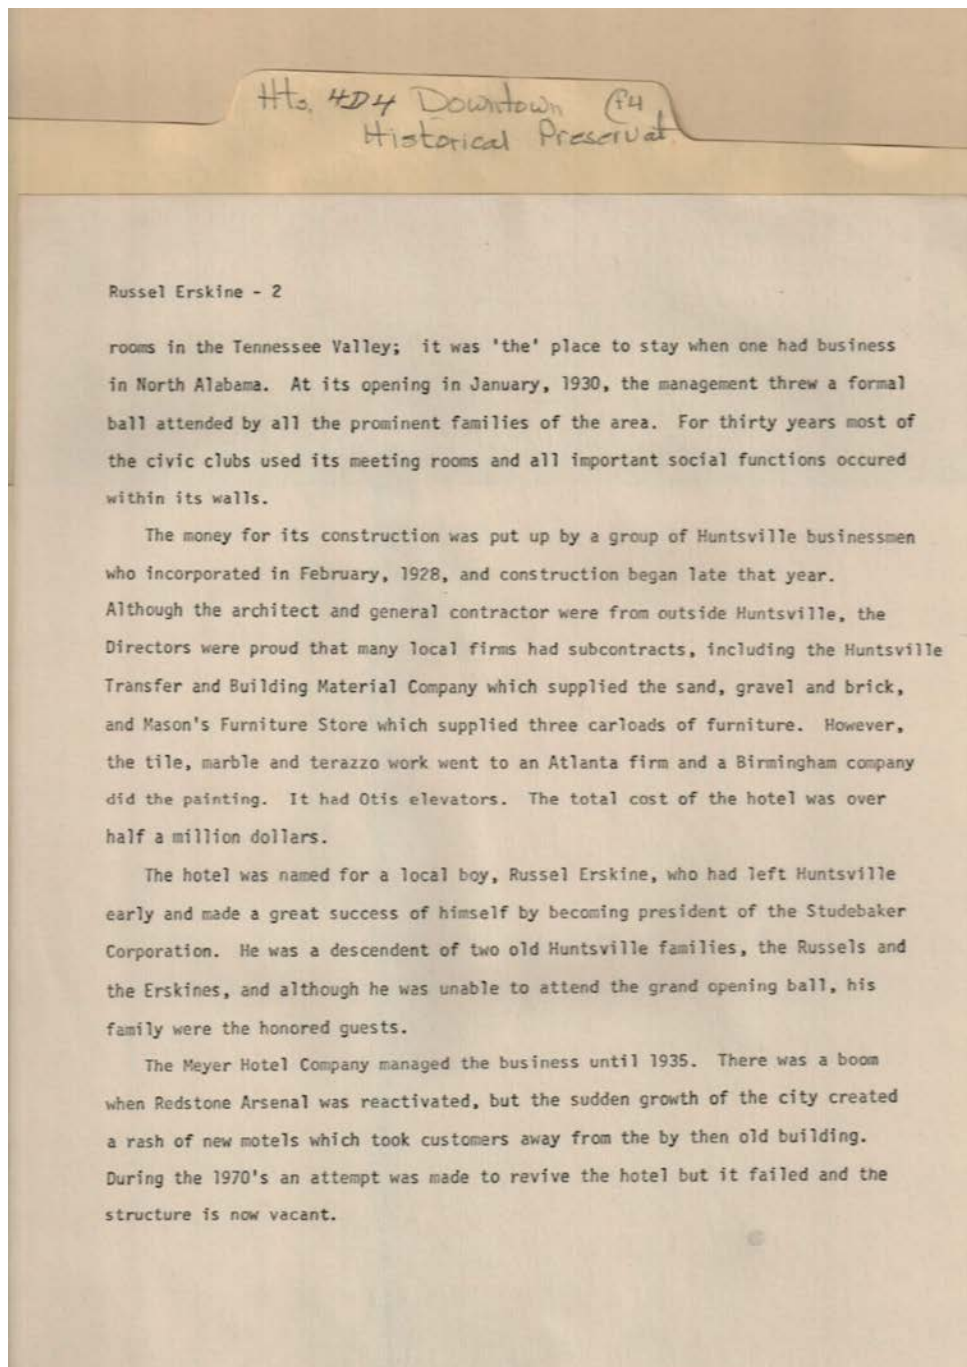 Hts. 4D4 Downtown (f4
Historical Preservat.
Russel Erskine - 2
rooms in the Tennessee Valley; it was 'the' place to stay when one had business
in North Alabama. At its opening in January, 1930, the management threw a formal
ball attended by all the prominent families of the area. For thirty years most of
the civic clubs used its meeting rooms and all important social functions occured
within its walls.
The money for its construction was put up by a group of Huntsville businessmen
who incorporated in February, 1928, and construction began late that year.
Although the architect and general contractor were from outside Huntsville, the
Directors were proud that many local firms had subcontracts, including the Huntsville
Transfer and Building Material Company which supplied the sand, gravel and brick,
and Mason's Furniture Store which supplied three carloads of furniture. However,
the tile, marble and terazzo work went to an Atlanta firm and a Birmingham company
did the painting. It had Otis elevators. The total cost of the hotel was over
half a million dollars.
The hotel was named for a local boy, Russel Erskine, who had left Huntsville
early and made a great success of himself by becoming president of the Studebaker
Corporation. He was a descendent of two old Huntsville families, the Russels and
the Erskines, and although he was unable to attend the grand opening ball, his
family were the honored guests.
The Meyer Hotel Company managed the business until 1935. There was a boom
when Redstone Arsenal was reactivated, but the sudden growth of the city created
a rash of new motels which took customers away from the by then old building.
During the 1970's an attempt was made to revive the hotel but it failed and the
structure is now vacant.